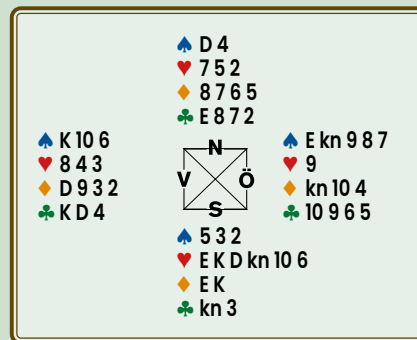 ♠ D 4
♥ 7 5 2
♦ 8 7 6 5
♣ E 8 7 2
♠ K 10 6
♥ 8 4 3
♦ D 9 3 2
♣ K D 4
N
V Ö
S
♠ E kn 9 8 7
♥ 9
♦ kn 10 4
♣ 10 9 6 5
♠ 5 3 2
♥ E K D kn 10 6
♦ E K
♣ kn 3